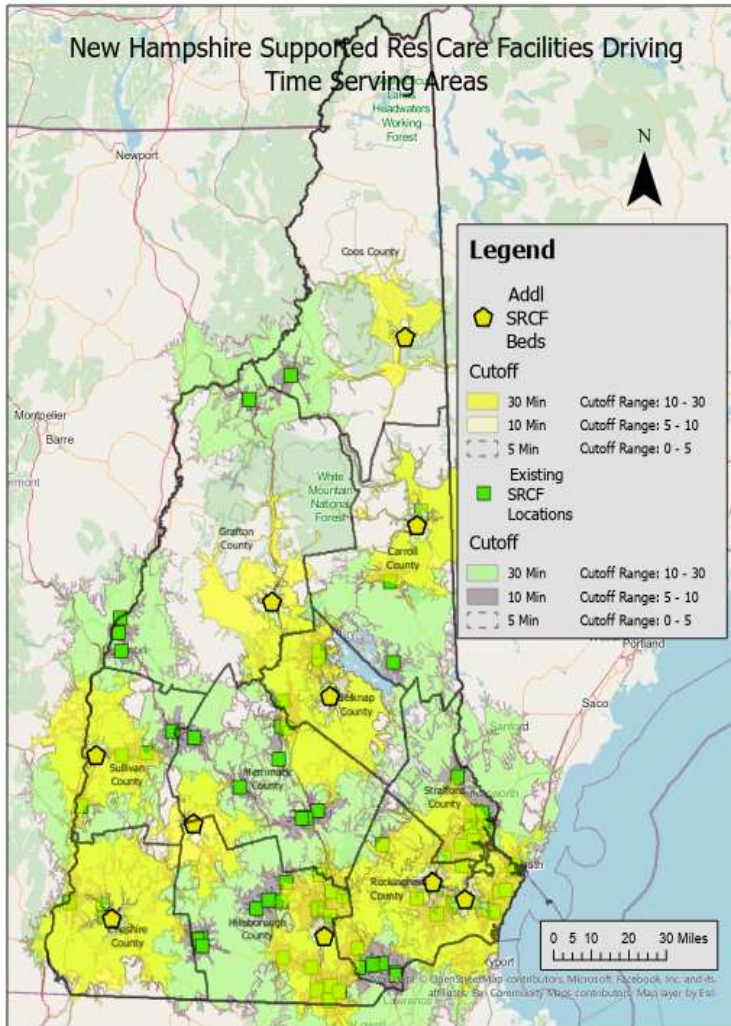 New Hampshire Supported Res Care Facilities Driving
Time Serving Areas
Lakes
Headwaters
Working
Forest
Newport
N
Coos County
Legend
Addl
SRCF
Beds
Cutoff
30 Min Cutoff Range: 10 - 30
10 Min Cutoff Range: 5 - 10
5 Min Cutoff Range: 0 - 5
Existing
SRCF
Locations
Cutoff
30 Min Cutoff Range: 10 - 30
10 Min Cutoff Range: 5 - 10
5 Min Cutoff Range: 0 - 5
Montpelier
Barre
White
Mountain
National
Forest
Grafton
County
Carroll
County
Portland
Saco
Belknap
County
Sanford
Sullivan
County
Merrimack
County
Strafford
County
Rockingham
County
Cheshire
County
Hillsborough
County
0 5 10 20 30 Miles
© OpenStreetMap contributors, Microsoft, Facebook, Inc. and its
affiliates, Esri Community Maps contributors, Map layer by Esri